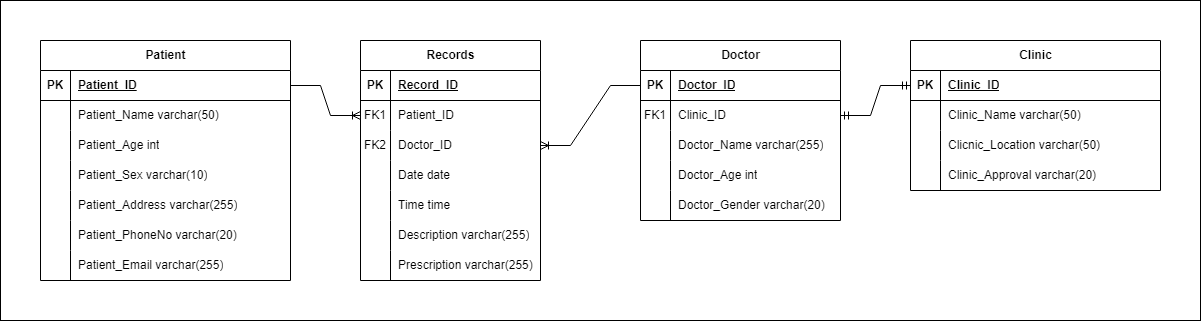 Patient
PK Patient_ID
Patient_Name varchar(50)
Patient_Age int
Patient_Sex varchar(10)
Patient_Address varchar(255)
Patient_PhoneNo varchar(20)
Patient_Email varchar(255)
Records
PK Record_ID
FK1 Patient_ID
FK2 Doctor_ID
Date date
Time time
Description varchar(255)
Prescription varchar(255)
Doctor
PK Doctor_ID
FK1 Clinic_ID
Doctor_Name varchar(255)
Doctor_Age int
Doctor_Gender varchar(20)
Clinic
PK Clinic_ID
Clinic_Name varchar(50)
Clicnic_Location varchar(50)
Clinic_Approval varchar(20)